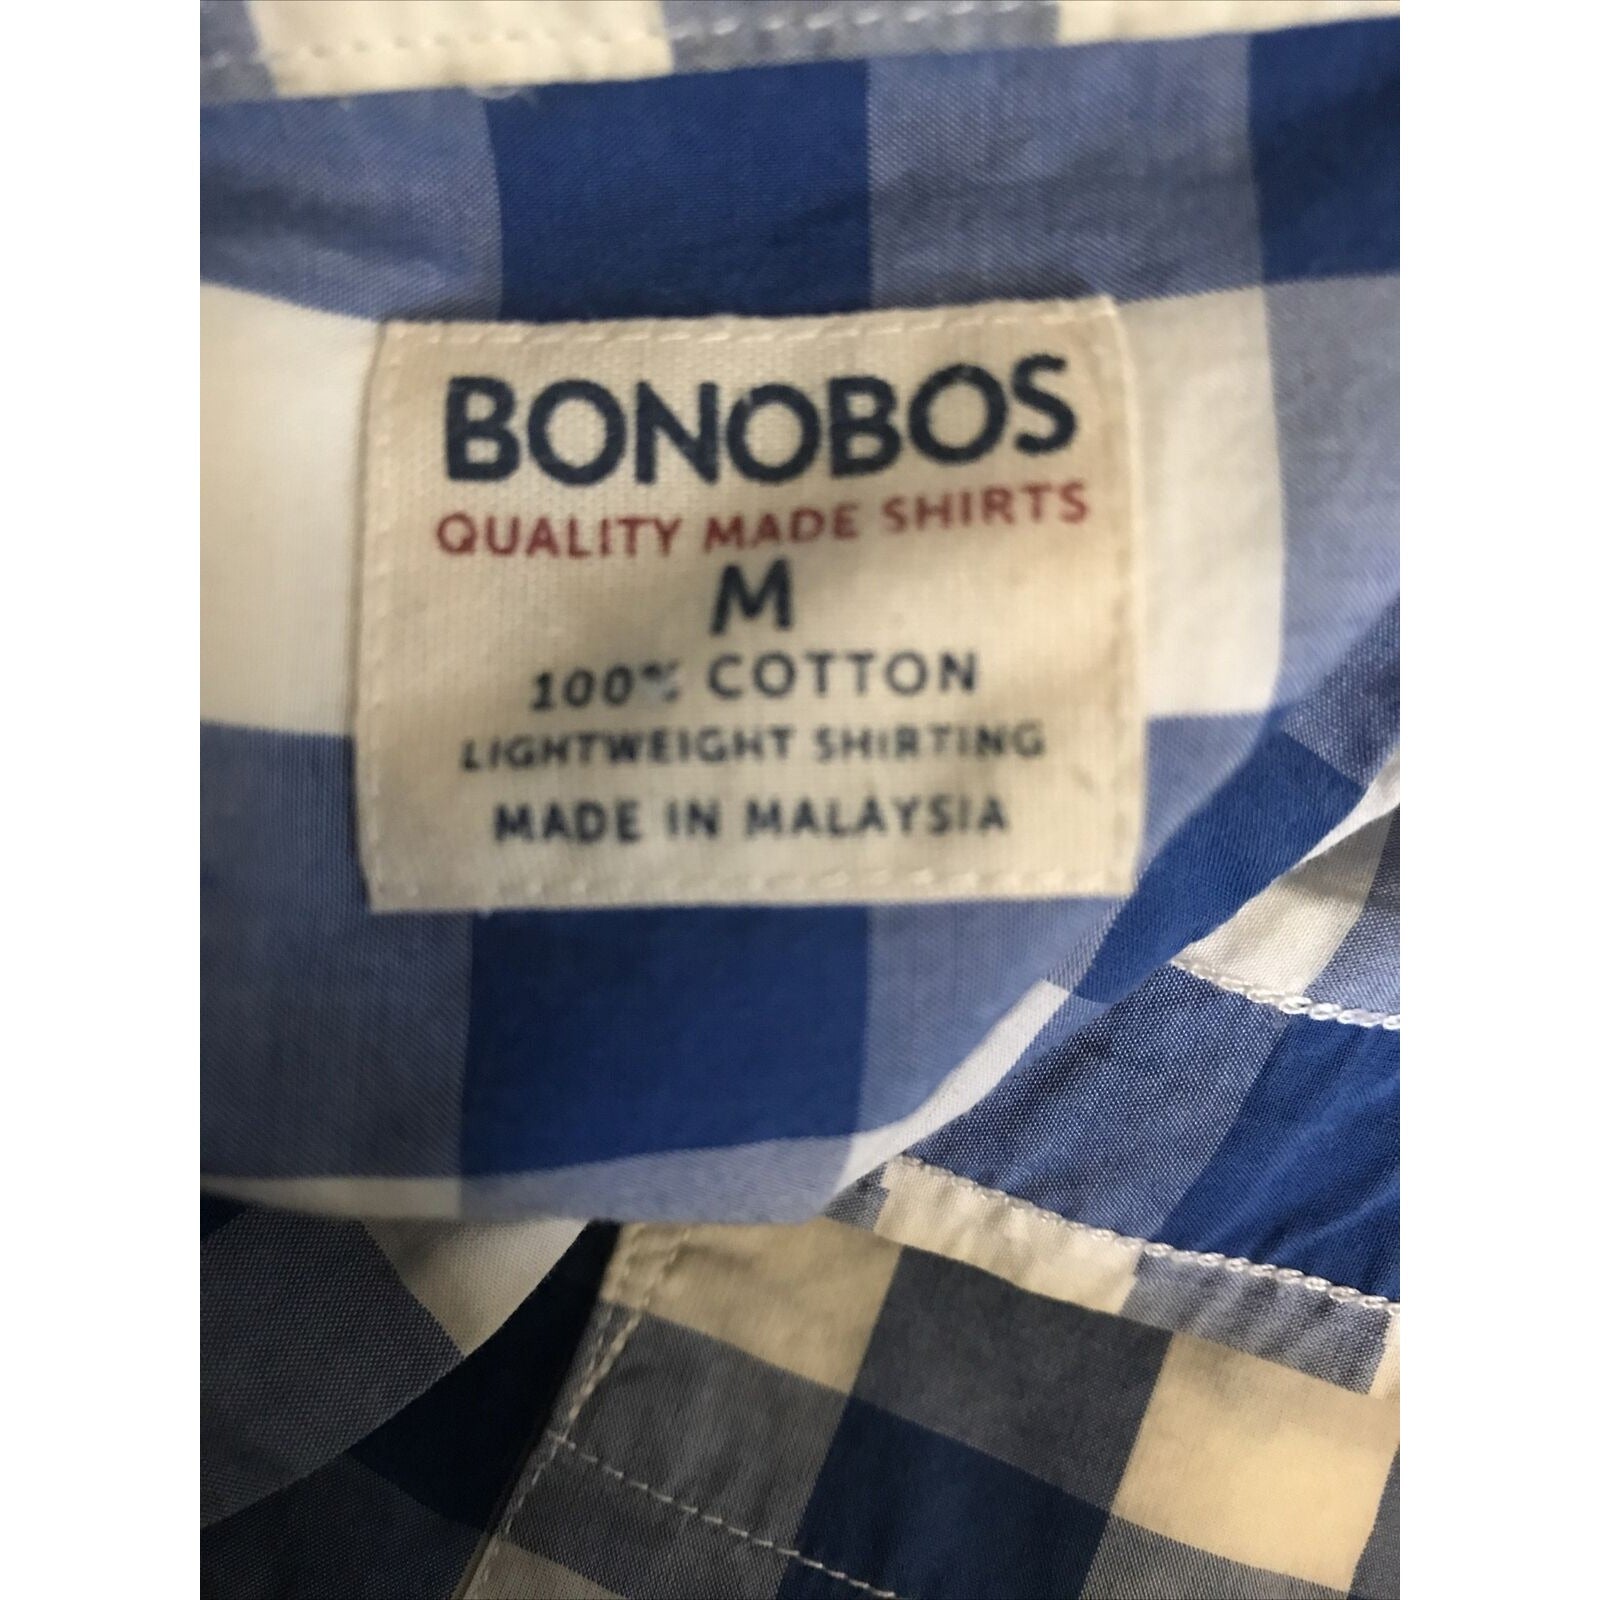 BONOBOS
QUALITY MADE SHIRTS
M
100% COTTON
LIGHTWEIGHT SHIRTING
MADE IN MALAYSIA